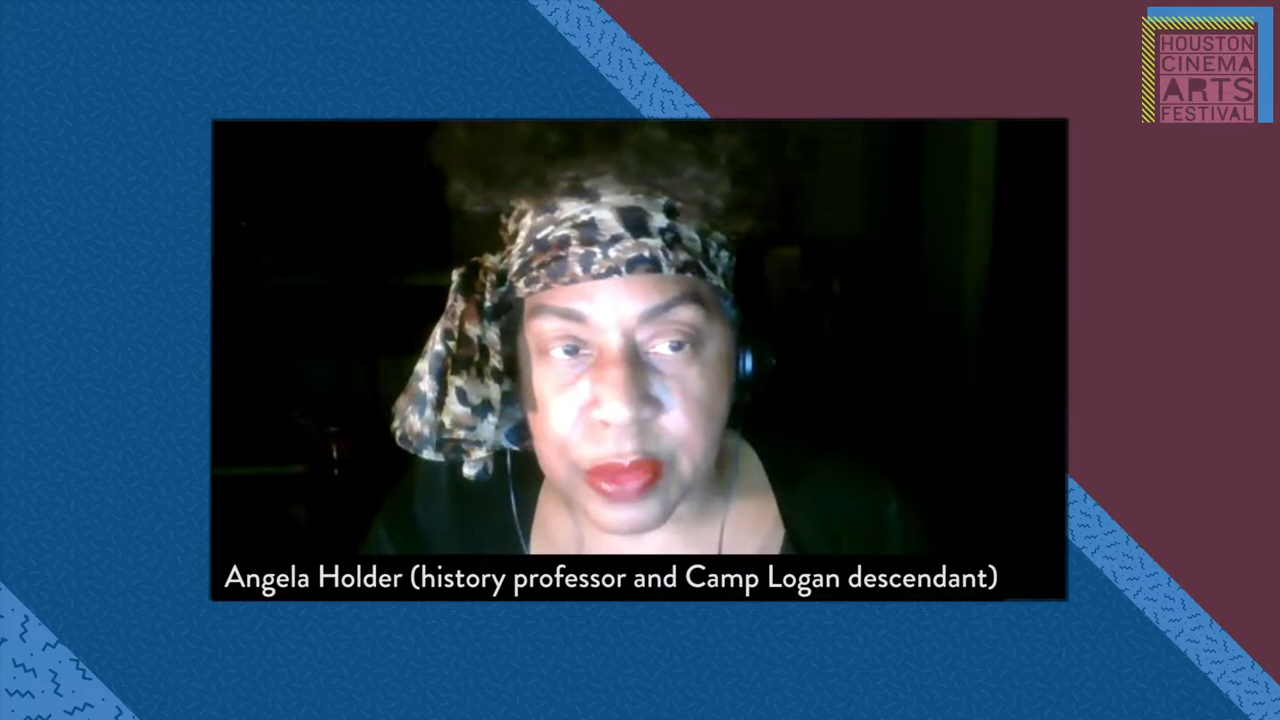 HOUSTON
CINEMA
ARTS
FESTIVAL
Angela Holder (history professor and Camp Logan descendant)